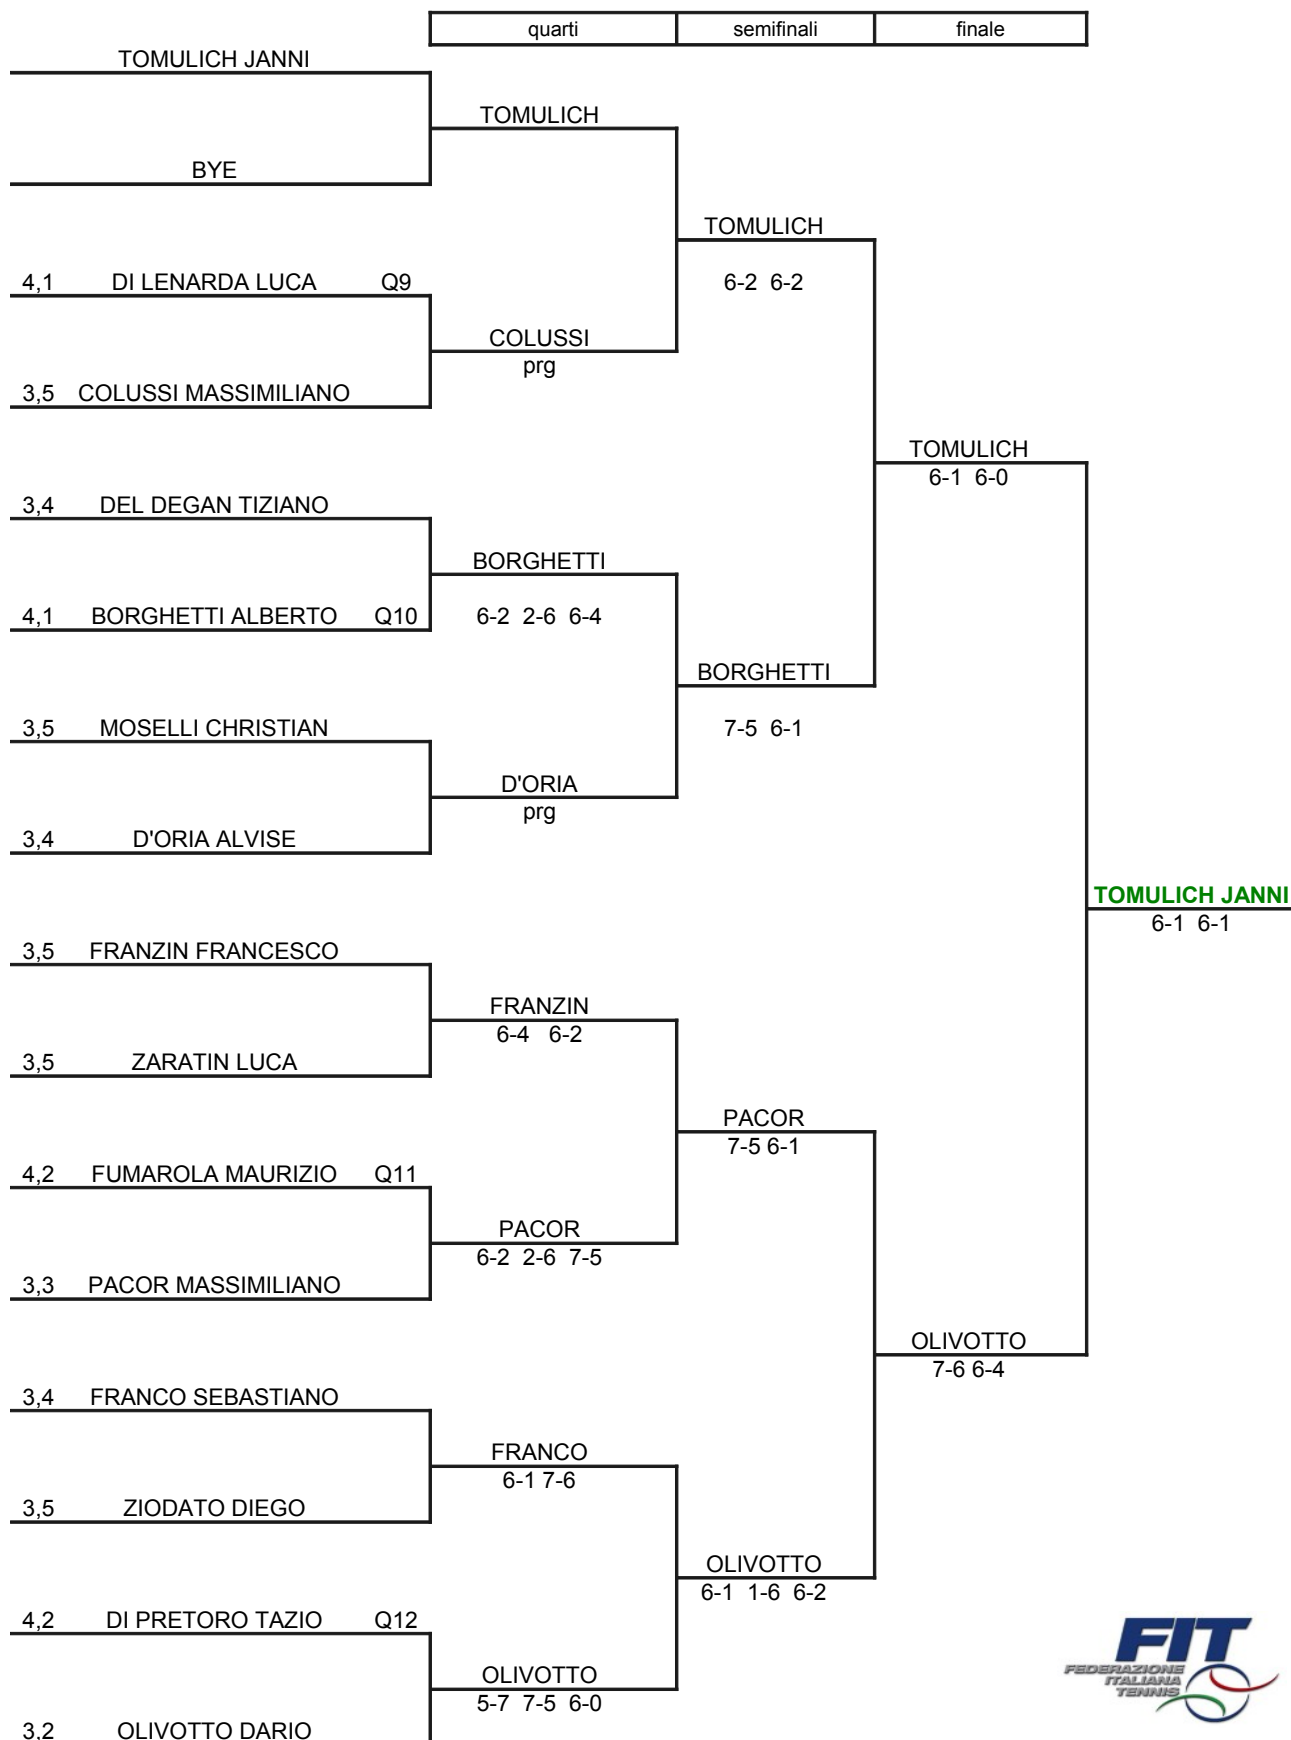 quarti semifinali finale
TOMULICH JANNI
TOMULICH
BYE
TOMULICH
4,1 DI LENARDA LUCA Q9 6-2 6-2
COLUSSI
prg
3,5 COLUSSI MASSIMILIANO
TOMULICH
6-1 6-0
3,4 DEL DEGAN TIZIANO
BORGHETTI
4,1 BORGHETTI ALBERTO Q10 6-2 2-6 6-4
BORGHETTI
3,5 MOSELLI CHRISTIAN 7-5 6-1
D'ORIA
prg
3,4 D'ORIA ALVISE
TOMULICH JANNI
6-1 6-1
3,5 FRANZIN FRANCESCO
FRANZIN
6-4 6-2
3,5 ZARATIN LUCA
PACOR
7-5 6-1
4,2 FUMAROLA MAURIZIO Q11
PACOR
6-2 2-6 7-5
3,3 PACOR MASSIMILIANO
OLIVOTTO
7-6 6-4
3,4 FRANCO SEBASTIANO
FRANCO
6-1 7-6
3,5 ZIODATO DIEGO
OLIVOTTO
6-1 1-6 6-2
4,2 DI PRETORO TAZIO Q12
OLIVOTTO
5-7 7-5 6-0
3,2 OLIVOTTO DARIO
FIT
FEDERAZIONE
ITALIANA
TENNIS